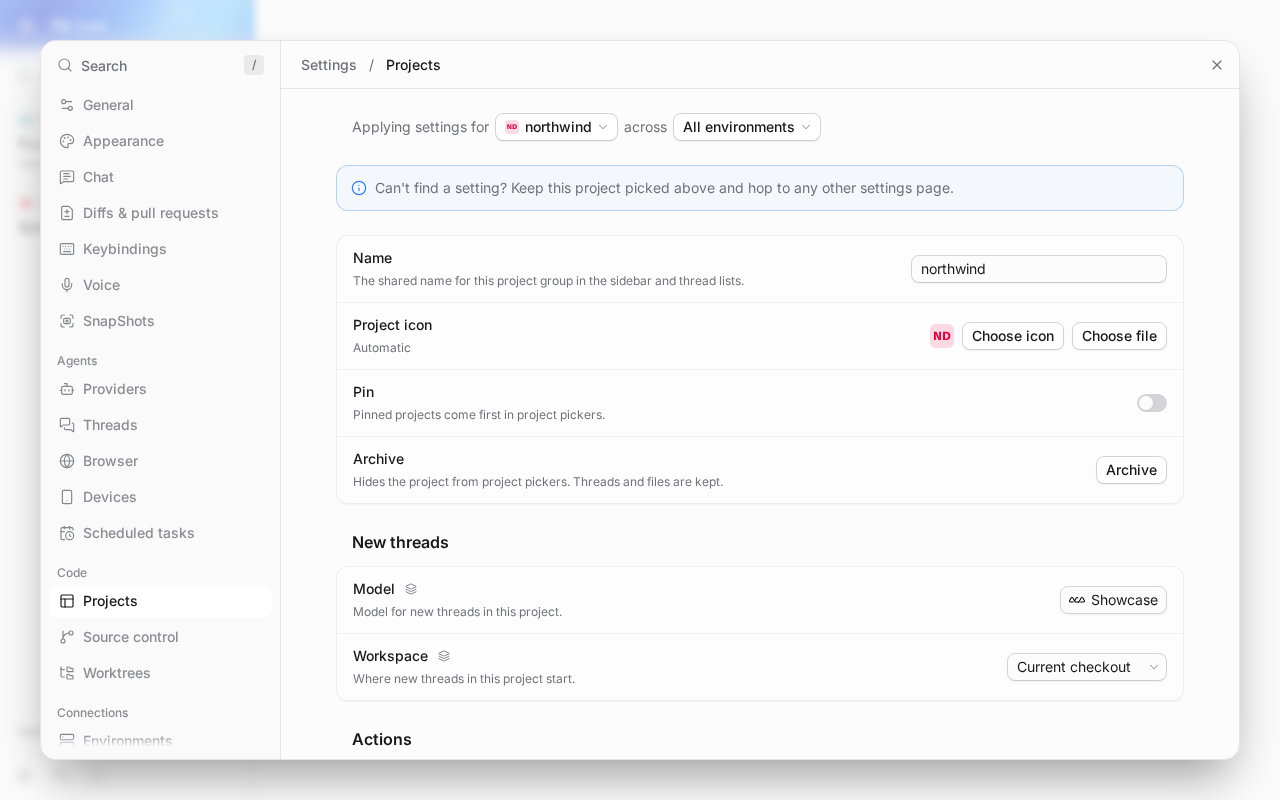 Search
/
General
Appearance
Chat
Diffs & pull requests
Keybindings
Voice
SnapShots
Agents
Providers
Threads
Browser
Devices
Scheduled tasks
Code
Projects
Source control
Worktrees
Connections
Environments
Settings / Projects
Applying settings for ND northwind across All environments
Can't find a setting? Keep this project picked above and hop to any other settings page.
Name
The shared name for this project group in the sidebar and thread lists.
northwind
Project icon
Automatic
ND Choose icon Choose file
Pin
Pinned projects come first in project pickers.
Archive
Hides the project from project pickers. Threads and files are kept.
Archive
New threads
Model
Model for new threads in this project.
Showcase
Workspace
Where new threads in this project start.
Current checkout
Actions